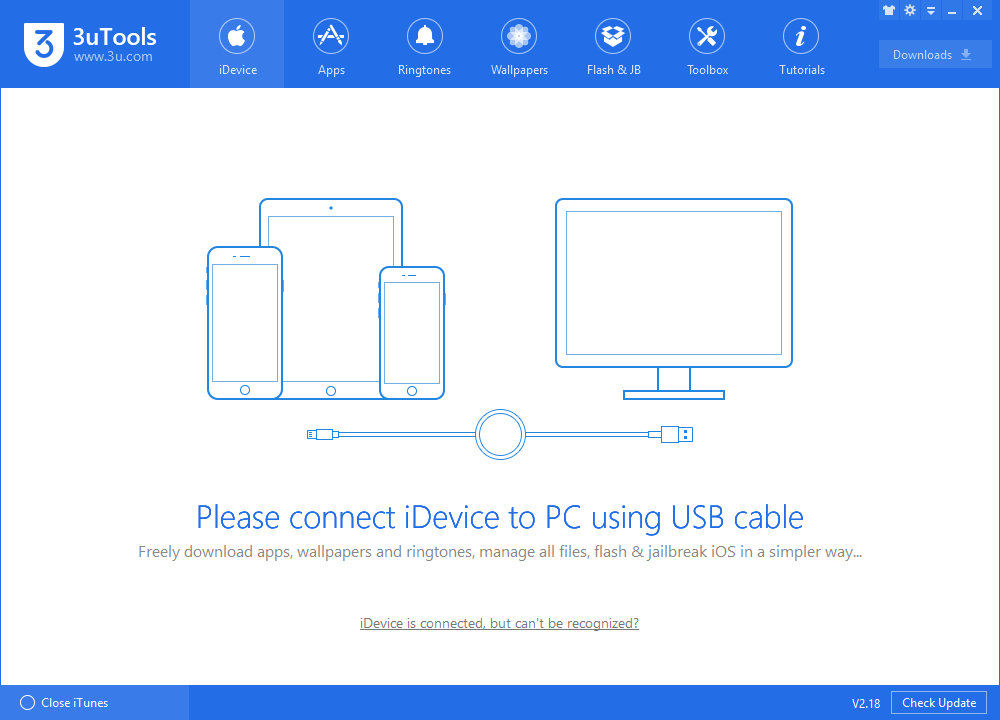 3uTools
www.3u.com
iDevice
Apps
Ringtones
Wallpapers
Flash & JB
Toolbox
Tutorials
Downloads
Please connect iDevice to PC using USB cable
Freely download apps, wallpapers and ringtones, manage all files, flash & jailbreak iOS in a simpler way...
iDevice is connected, but can't be recognized?
Close iTunes
V2.18
Check Update